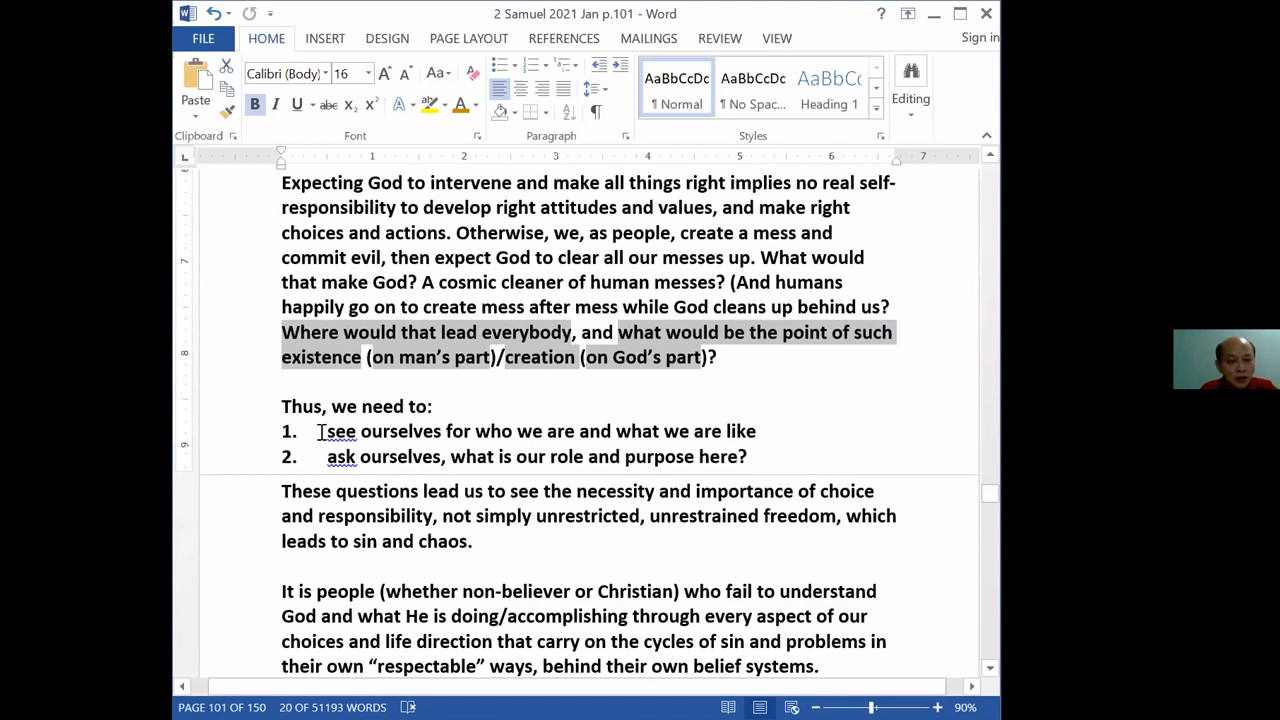 2 Samuel 2021 Jan p.101 - Word
?
Sign in
FILE HOME INSERT DESIGN PAGE LAYOUT REFERENCES MAILINGS REVIEW VIEW
Paste
Calibri (Body) 16
Aa
B I U abc X₂ X²
AaBbCcDc AaBbCcDc AaBbCc
¶ Normal ¶ No Spac... Heading 1
Editing
Clipboard Font Paragraph Styles
1 2 3 4 5 6 7
Expecting God to intervene and make all things right implies no real self-
responsibility to develop right attitudes and values, and make right
choices and actions. Otherwise, we, as people, create a mess and
commit evil, then expect God to clear all our messes up. What would
that make God? A cosmic cleaner of human messes? (And humans
happily go on to create mess after mess while God cleans up behind us?
Where would that lead everybody, and what would be the point of such
existence (on man’s part)/creation (on God’s part)?
Thus, we need to:
1. see ourselves for who we are and what we are like
2. ask ourselves, what is our role and purpose here?
These questions lead us to see the necessity and importance of choice
and responsibility, not simply unrestricted, unrestrained freedom, which
leads to sin and chaos.
It is people (whether non-believer or Christian) who fail to understand
God and what He is doing/accomplishing through every aspect of our
choices and life direction that carry on the cycles of sin and problems in
their own “respectable” ways, behind their own belief systems.
PAGE 101 OF 150 20 OF 51193 WORDS 90%